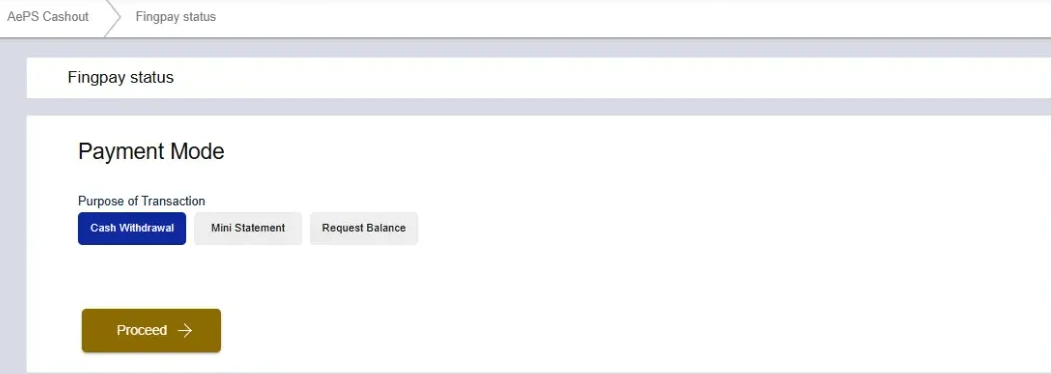 AePS Cashout Fingpay status
Fingpay status
Payment Mode
Purpose of Transaction
Cash Withdrawal Mini Statement Request Balance
Proceed →